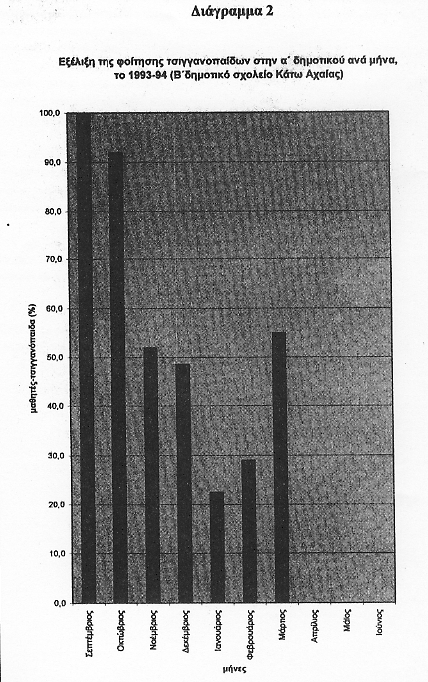 Διάγραμμα 2
Εξέλιξη της φοίτησης τσιγγανοπαίδων στην α΄ δημοτικού ανά μήνα,
το 1993-94 (Β΄δημοτικό σχολείο Κάτω Αχαΐας)
100,0
90,0
80,0
70,0
60,0
50,0
40,0
30,0
20,0
10,0
0,0
μαθητές-τσιγγανόπαιδα (%)
Σεπτέμβριος
Οκτώβριος
Νοέμβριος
Δεκέμβριος
Ιανουάριος
Φεβρουάριος
Μάρτιος
Απρίλιος
Μάϊος
Ιούνιος
μήνες